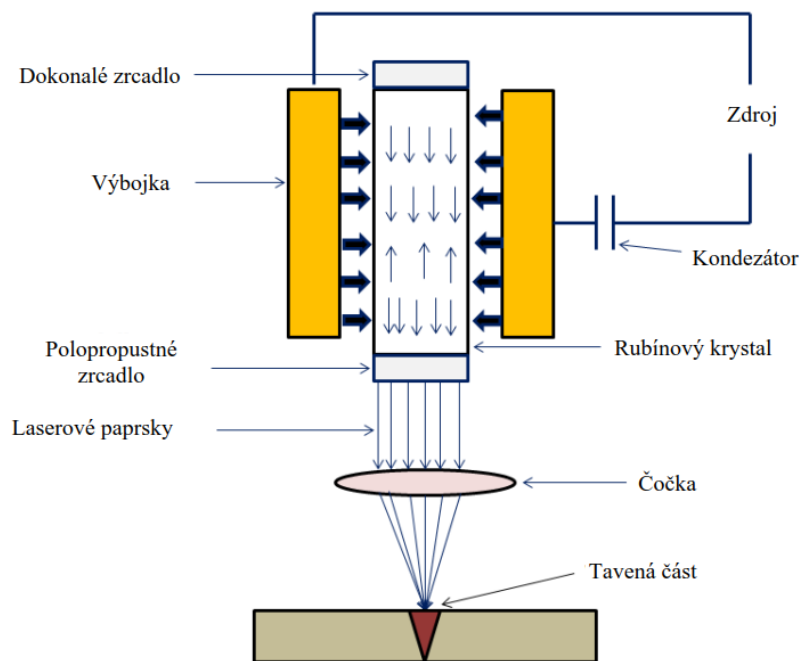 Dokonalé zrcadlo
Zdroj
Výbojka
Kondezátor
Polopropustné
zrcadlo
Rubínový krystal
Laserové paprsky
Čočka
Tavená část